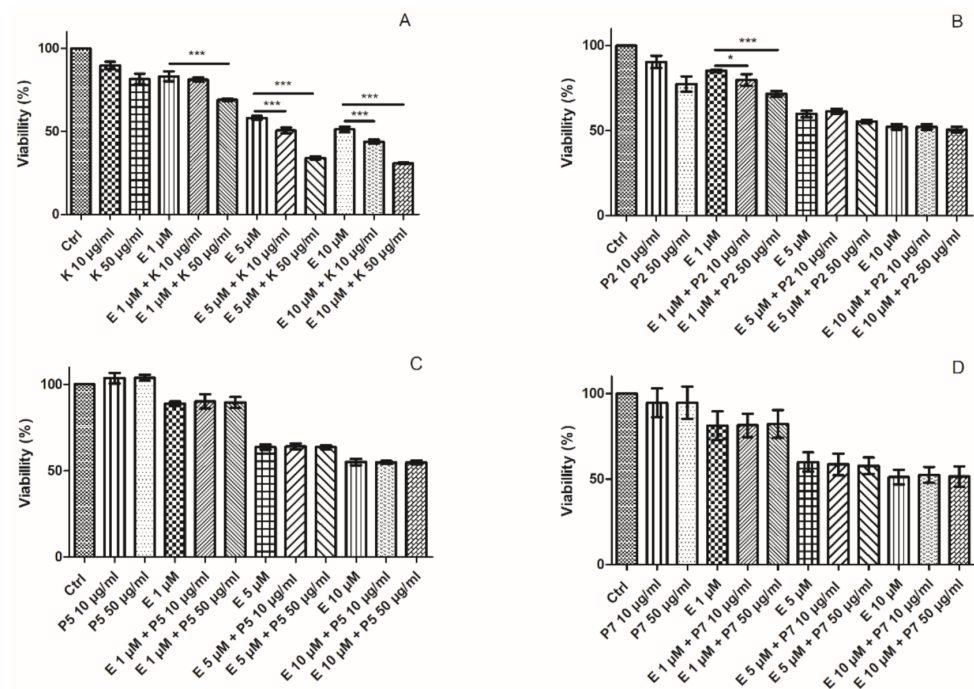 A
Viabillity (%)
100
50
0
***
***
***
***
***
Ctrl
K 10 µg/ml
K 50 µg/ml
E 1 µM
E 1 µM + K 10 µg/ml
E 1 µM + K 50 µg/ml
E 5 µM
E 5 µM + K 10 µg/ml
E 5 µM + K 50 µg/ml
E 10 µM
E 10 µM + K 10 µg/ml
E 10 µM + K 50 µg/ml
B
Viabillity (%)
100
50
0
***
*
Ctrl
P2 10 µg/ml
P2 50 µg/ml
E 1 µM
E 1 µM + P2 10 µg/ml
E 1 µM + P2 50 µg/ml
E 5 µM
E 5 µM + P2 10 µg/ml
E 5 µM + P2 50 µg/ml
E 10 µM
E 10 µM + P2 10 µg/ml
E 10 µM + P2 50 µg/ml
C
Viabillity (%)
100
50
0
Ctrl
P5 10 µg/ml
P5 50 µg/ml
E 1 µM
E 1 µM + P5 10 µg/ml
E 1 µM + P5 50 µg/ml
E 5 µM
E 5 µM + P5 10 µg/ml
E 5 µM + P5 50 µg/ml
E 10 µM
E 10 µM + P5 10 µg/ml
E 10 µM + P5 50 µg/ml
D
Viabillity (%)
100
50
0
Ctrl
P7 10 µg/ml
P7 50 µg/ml
E 1 µM
E 1 µM + P7 10 µg/ml
E 1 µM + P7 50 µg/ml
E 5 µM
E 5 µM + P7 10 µg/ml
E 5 µM + P7 50 µg/ml
E 10 µM
E 10 µM + P7 10 µg/ml
E 10 µM + P7 50 µg/ml